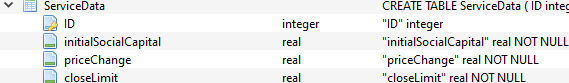 ServiceData CREATE TABLE ServiceData ( ID integ
ID integer "ID" integer
initialSocialCapital real "initialSocialCapital" real NOT NULL
priceChange real "priceChange" real NOT NULL
closeLimit real "closeLimit" real NOT NULL